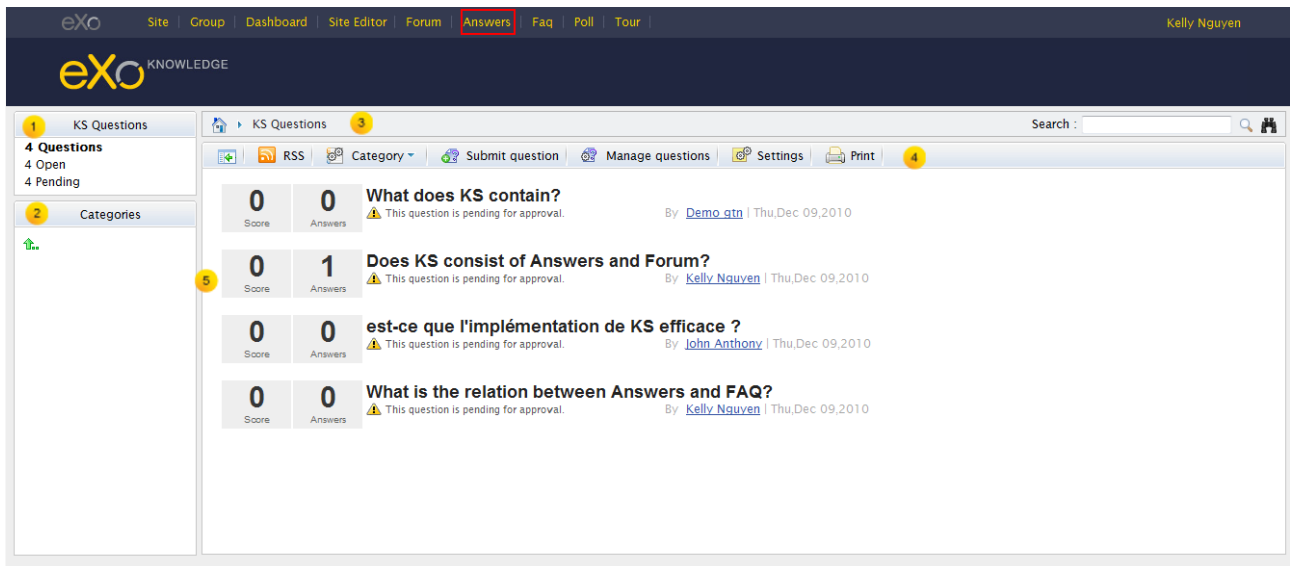 eXo Site Group Dashboard Site Editor Forum Answers Faq Poll Tour Kelly Nguyen
eXo KNOWLEDGE
1 KS Questions
4 Questions
4 Open
4 Pending
2 Categories
KS Questions 3 Search :
RSS Category Submit question Manage questions Settings Print 4
0 0 What does KS contain?
Score Answers This question is pending for approval. By Demo gtn | Thu,Dec 09,2010
5
0 1 Does KS consist of Answers and Forum?
Score Answers This question is pending for approval. By Kelly Nguyen | Thu,Dec 09,2010
0 0 est-ce que l'implémentation de KS efficace ?
Score Answers This question is pending for approval. By John Anthony | Thu,Dec 09,2010
0 0 What is the relation between Answers and FAQ?
Score Answers This question is pending for approval. By Kelly Nguyen | Thu,Dec 09,2010